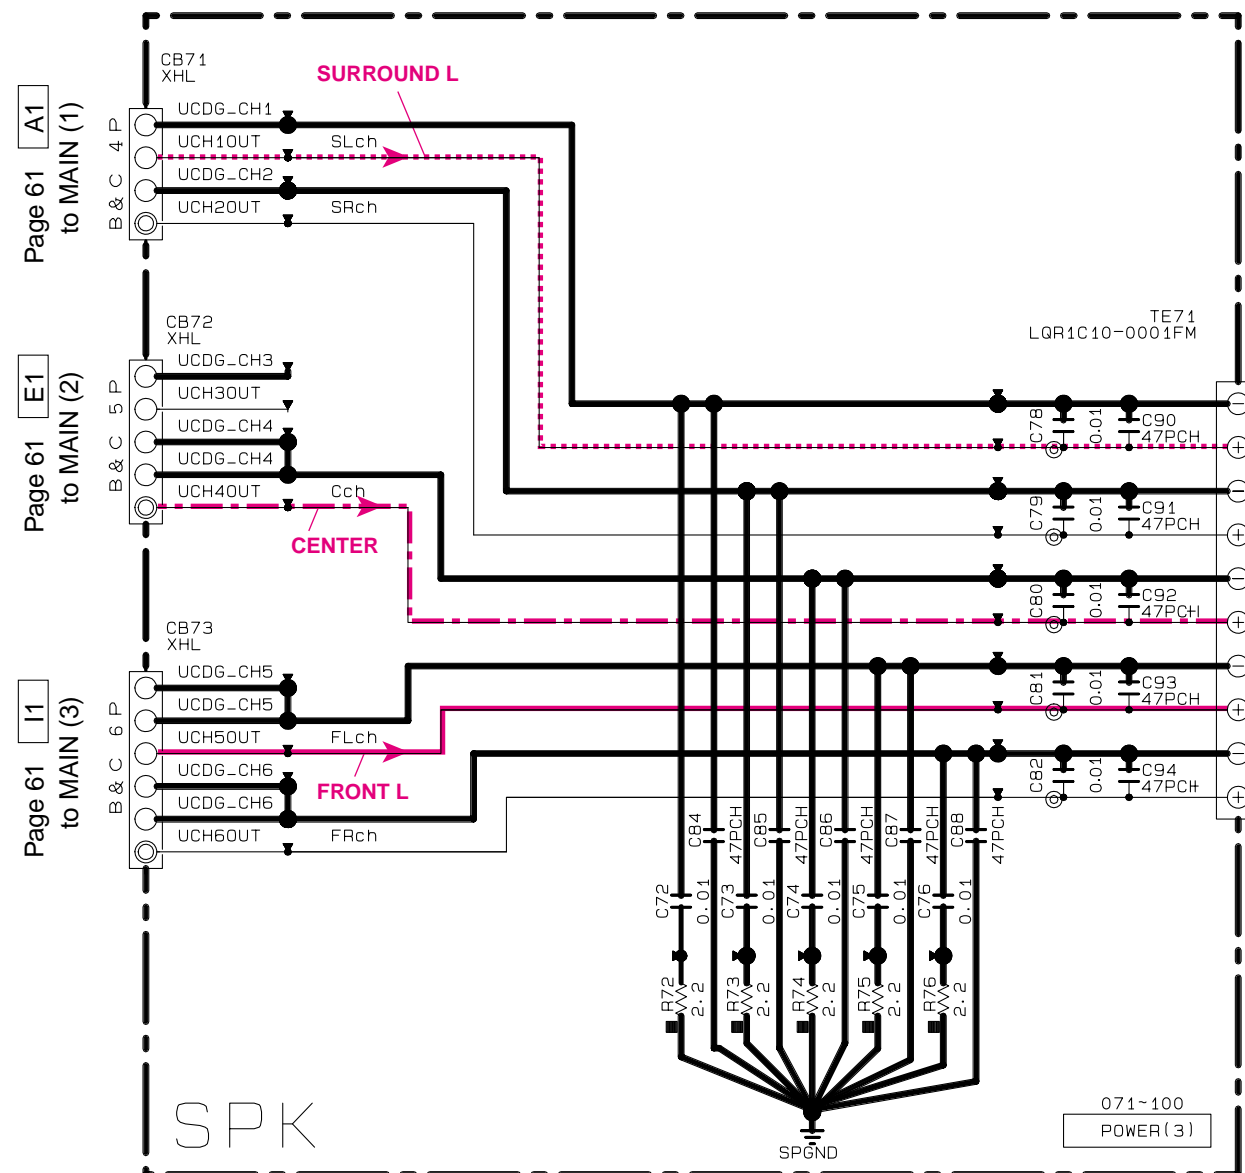 CB71
XHL
SURROUND L
Page 61 A1
to MAIN (1)
B & C 4 P
UCDG_CH1
UCH1OUT SLch
UCDG_CH2
UCH2OUT SRch
CB72
XHL
Page 61 E1
to MAIN (2)
B & C 5 P
UCDG_CH3
UCH3OUT
UCDG_CH4
UCDG_CH4
UCH4OUT Cch
CENTER
CB73
XHL
Page 61 I1
to MAIN (3)
B & C 6 P
UCDG_CH5
UCDG_CH5
UCH5OUT FLch
UCDG_CH6
FRONT L
UCDG_CH6
UCH6OUT FRch
TE71
LQR1C10-0001FM
C78 0.01 C90 47PCH
C79 0.01 C91 47PCH
C80 0.01 C92 47PCH
C81 0.01 C93 47PCH
C82 0.01 C94 47PCH
C84 47PCH C85 47PCH C86 47PCH C87 47PCH C88 47PCH
C72 0.01 C73 0.01 C74 0.01 C75 0.01 C76 0.01
R72 2.2 R73 2.2 R74 2.2 R75 2.2 R76 2.2
SPGND
SPK
071~100
POWER(3)